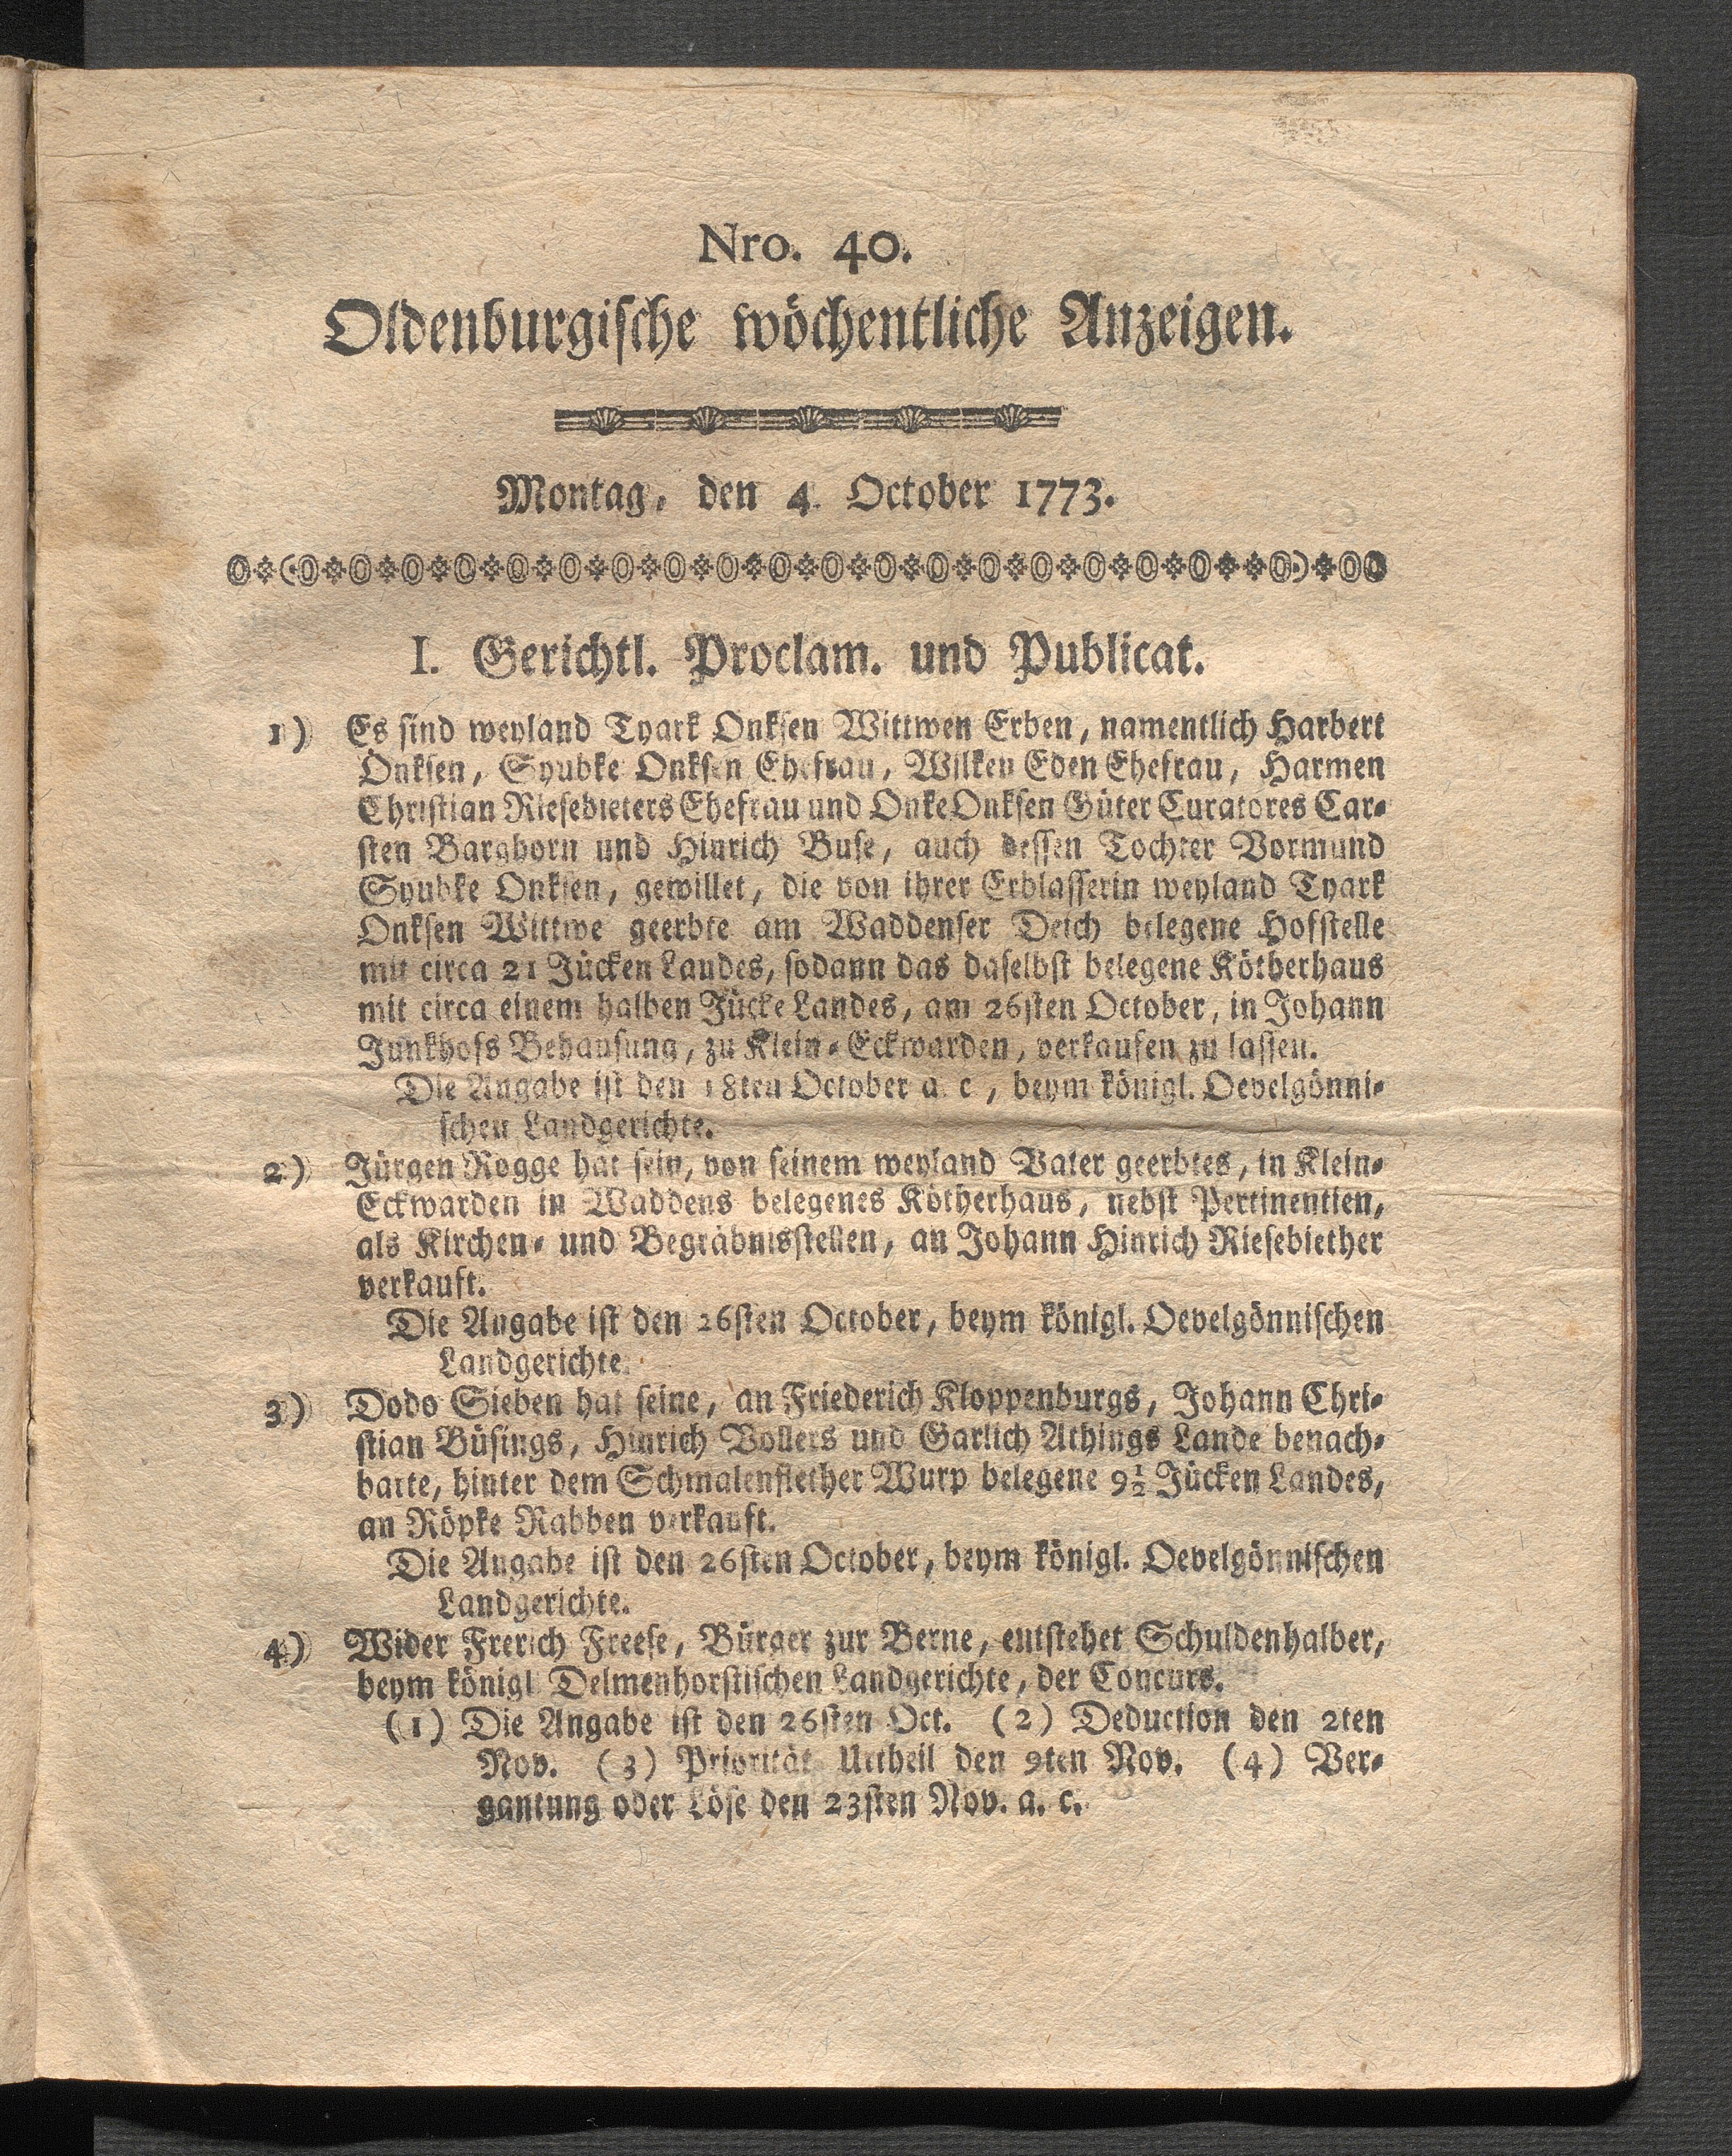 Nro. 40.
Oldenburgische wöchentliche Anzeigen.
Montag, den 4. October 1773.
I. Gerichtl. Proclam. und Publicat.
1) Es sind weyland Tyark Onksen Wittwen Erben, namentlich Harbert
Onksen, Syubke Onksen Ehefrau, Wilken Eden Ehefrau, Harmen
Christian Riesebieters Ehefrau und Onke Onksen Güter Curatores Car-
sten Barghorn und Hinrich Buse, auch dessen Tochter Vormund
Syubke Onksen, gewillet, die von ihrer Erblasserin weyland Tyark
Onksen Wittwe geerbte am Waddenser Deich belegene Hofstelle
mit circa 21 Jücken Landes, sodann das daselbst belegene Kötherhaus
mit circa einem halben Jücke Landes, am 26sten October, in Johann
Junkhofs Behausung, zu Klein-Eckwarden, verkaufen zu lassen.
Die Angabe ist den 18ten October a. c, beym königl. Oevelgönni-
schen Landgerichte.
2) Jürgen Rogge hat sein, von seinem weyland Vater geerbtes, in Klein-
Eckwarden in Waddens belegenes Kötherhaus, nebst Pertinentien,
als Kirchen- und Begräbnisstellen, an Johann Hinrich Riesebiether
verkauft.
Die Angabe ist den 26sten October, beym königl. Oevelgönnischen
Landgerichte.
3) Dodo Sieben hat seine, an Friederich Kloppenburgs, Johann Chri-
stian Büsings, Hinrich Vollers und Garlich Athings Lande benach-
barte, hinter dem Schmalenflether Wurp belegene 9½ Jücken Landes,
an Röpke Rabben verkauft.
Die Angabe ist den 26sten October, beym königl. Oevelgönnischen
Landgerichte.
4) Wider Frerich Freese, Bürger zur Berne, entstehet Schuldenhalber,
beym königl Delmenhorstischen Landgerichte, der Concurs.
(1) Die Angabe ist den 26sten Oct. (2) Deduction den 2ten
Nov. (3) Priorität Urtheil den 9ten Nov. (4) Ver-
gantung oder Löse den 23sten Nov. a. c.